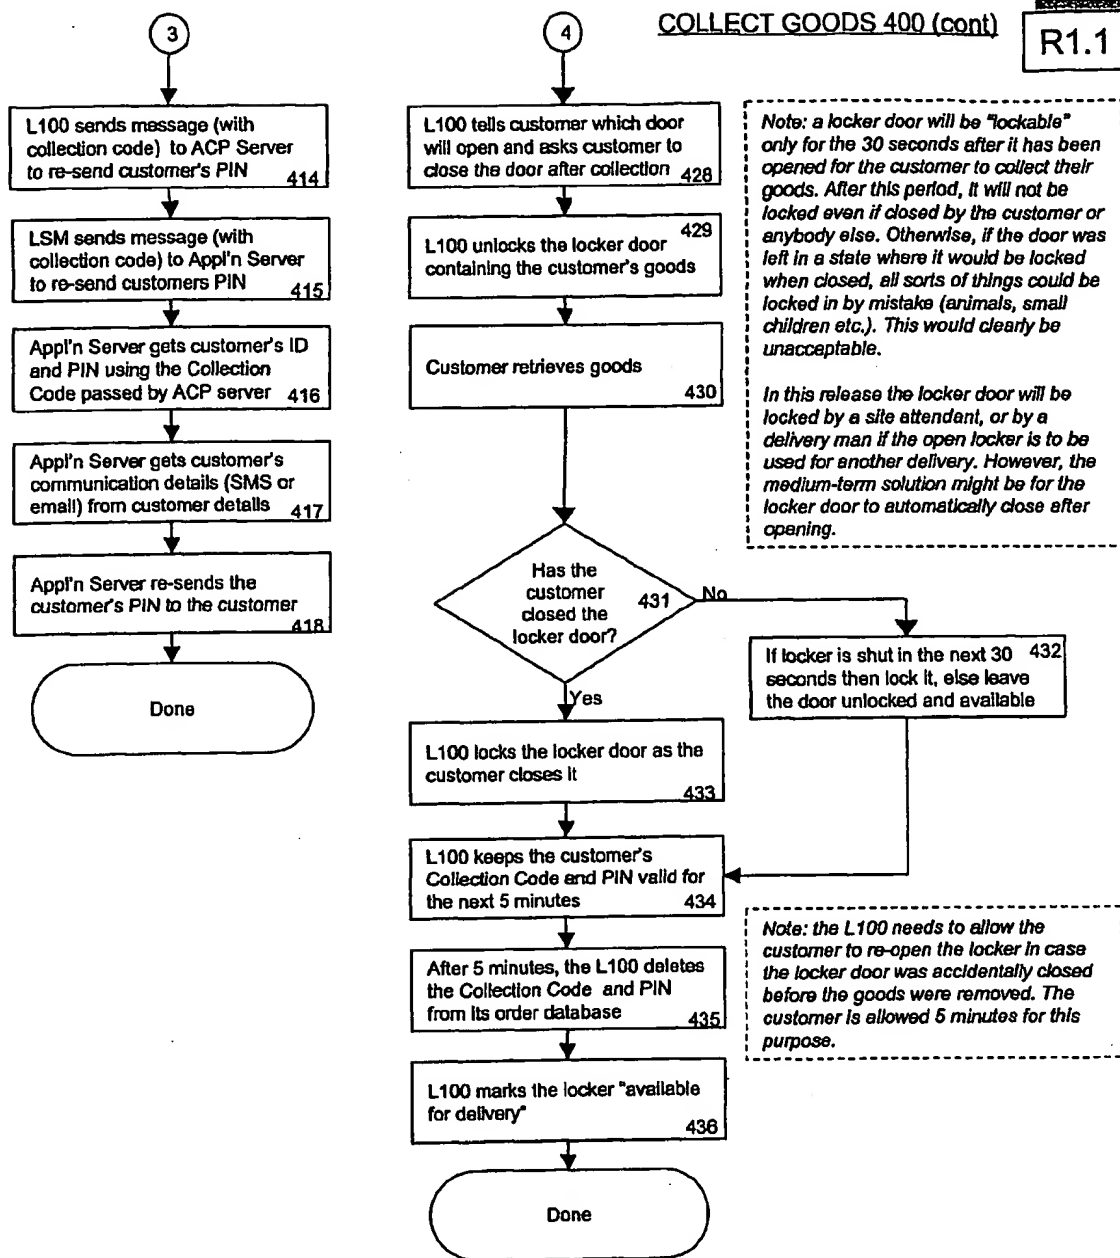 COLLECT GOODS 400 (cont)
R1.1
3
L100 sends message (with
collection code) to ACP Server
to re-send customer's PIN
414
LSM sends message (with
collection code) to Appl'n Server
to re-send customers PIN
415
Appl'n Server gets customer's ID
and PIN using the Collection
Code passed by ACP server
416
Appl'n Server gets customer's
communication details (SMS or
email) from customer details
417
Appl'n Server re-sends the
customer's PIN to the customer
418
Done
4
L100 tells customer which door
will open and asks customer to
close the door after collection
428
429
L100 unlocks the locker door
containing the customer's goods
Customer retrieves goods
430
Has the
customer
closed the
locker door?
431
No
Yes
If locker is shut in the next 30
seconds then lock it, else leave
the door unlocked and available
432
L100 locks the locker door as the
customer closes it
433
L100 keeps the customer's
Collection Code and PIN valid for
the next 5 minutes
434
After 5 minutes, the L100 deletes
the Collection Code and PIN
from its order database
435
L100 marks the locker "available
for delivery"
436
Done
Note: a locker door will be "lockable"
only for the 30 seconds after it has been
opened for the customer to collect their
goods. After this period, it will not be
locked even if closed by the customer or
anybody else. Otherwise, if the door was
left in a state where it would be locked
when closed, all sorts of things could be
locked in by mistake (animals, small
children etc.). This would clearly be
unacceptable.
In this release the locker door will be
locked by a site attendant, or by a
delivery man if the open locker is to be
used for another delivery. However, the
medium-term solution might be for the
locker door to automatically close after
opening.
Note: the L100 needs to allow the
customer to re-open the locker in case
the locker door was accidentally closed
before the goods were removed. The
customer is allowed 5 minutes for this
purpose.